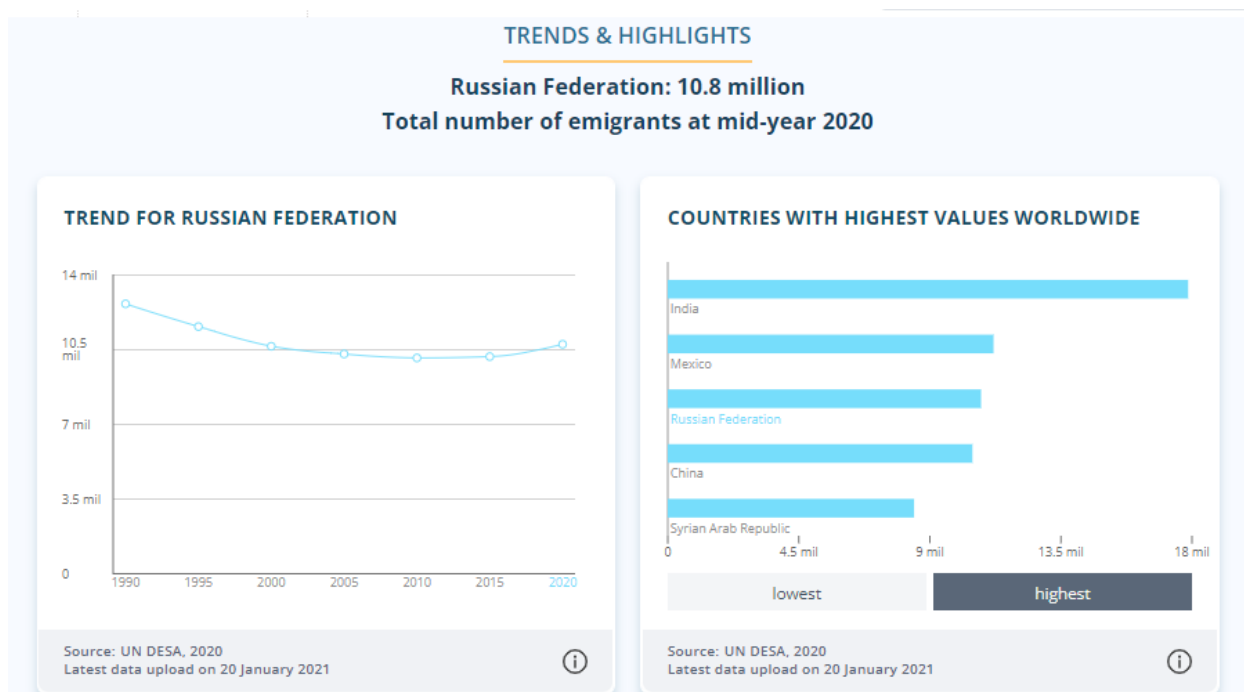 TRENDS & HIGHLIGHTS
Russian Federation: 10.8 million
Total number of emigrants at mid-year 2020
TREND FOR RUSSIAN FEDERATION
14 mil
10.5
mil
7 mil
3.5 mil
0
1990 1995 2000 2005 2010 2015 2020
Source: UN DESA, 2020
Latest data upload on 20 January 2021
COUNTRIES WITH HIGHEST VALUES WORLDWIDE
India
Mexico
Russian Federation
China
Syrian Arab Republic
0 4.5 mil 9 mil 13.5 mil 18 mil
lowest highest
Source: UN DESA, 2020
Latest data upload on 20 January 2021